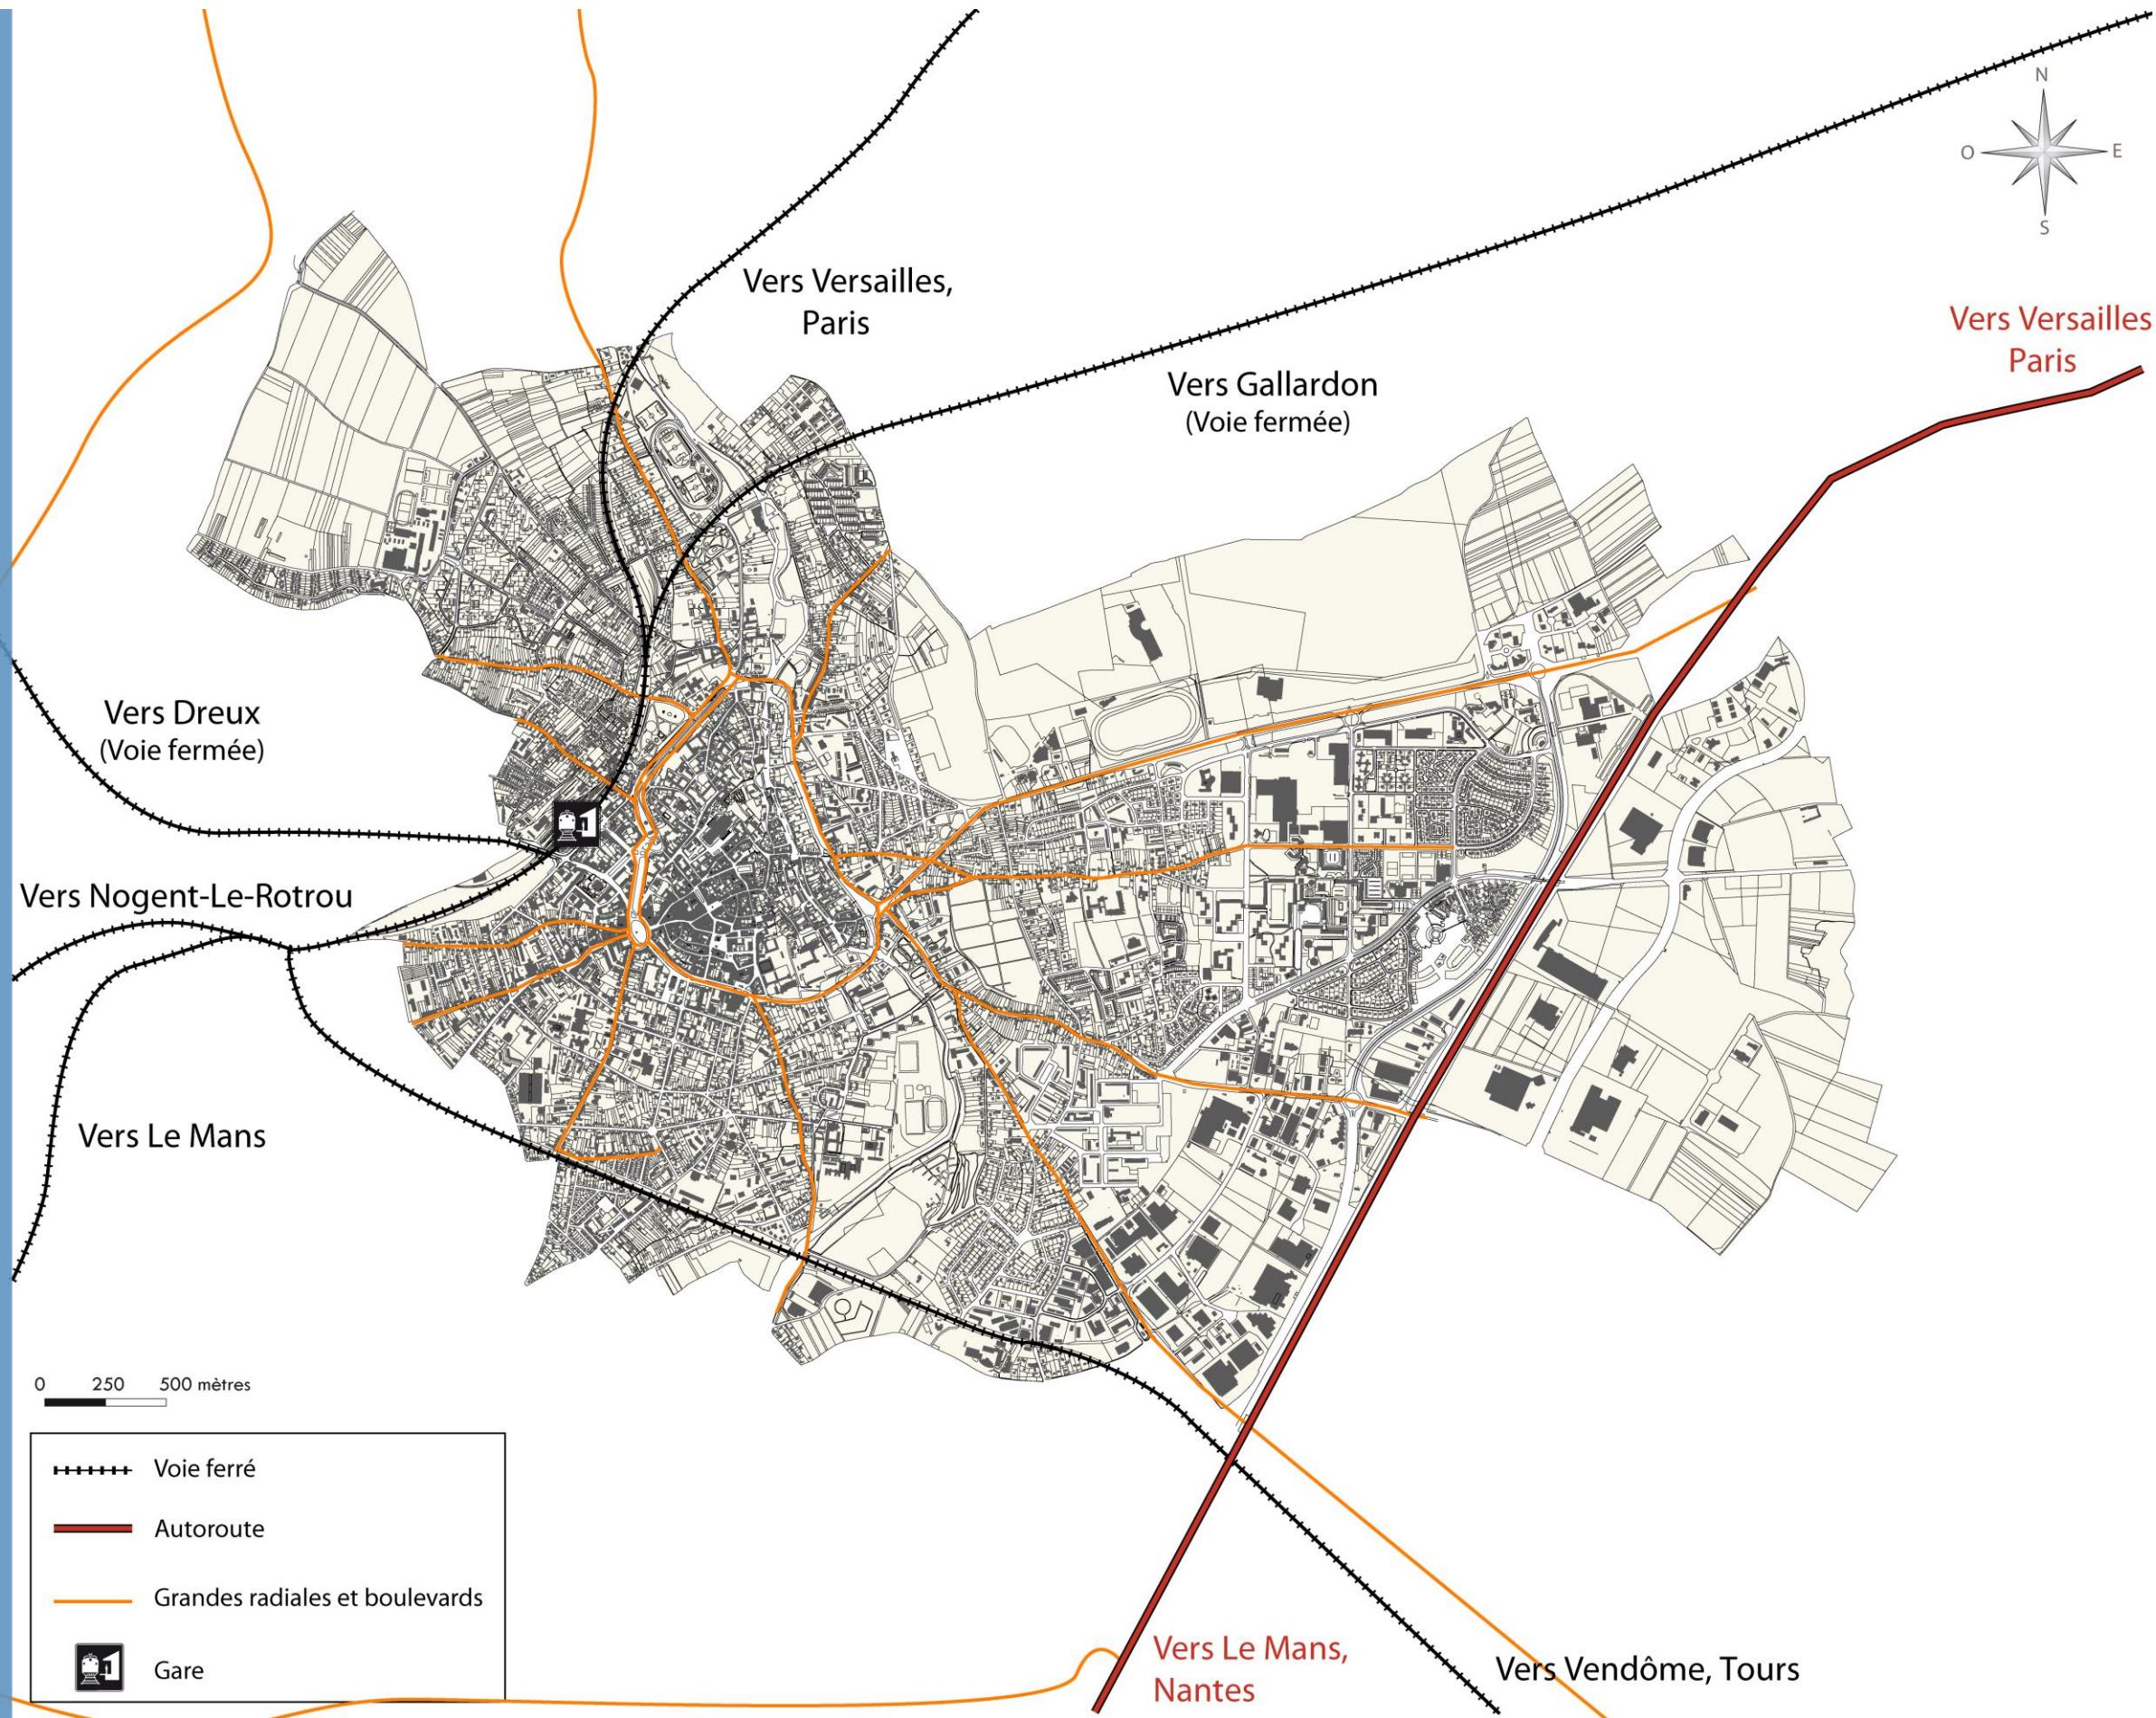 N
O
E
S
Vers Versailles,
Paris
Vers Versailles
Paris
Vers Gallardon
(Voie fermée)
Vers Dreux
(Voie fermée)
Vers Nogent-Le-Rotrou
Vers Le Mans
0 250 500 mètres
Voie ferré
Autoroute
Grandes radiales et boulevards
Gare
Vers Le Mans,
Nantes
Vers Vendôme, Tours